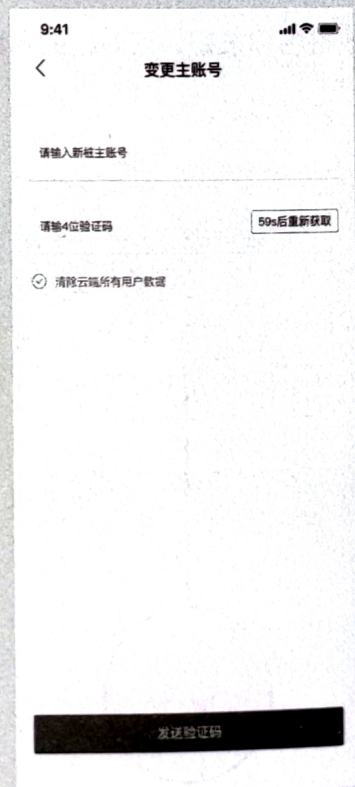 9:41
变更主账号
请输入新桩主账号
请输4位验证码
59s后重新获取
清除云端所有用户数据
发送验证码